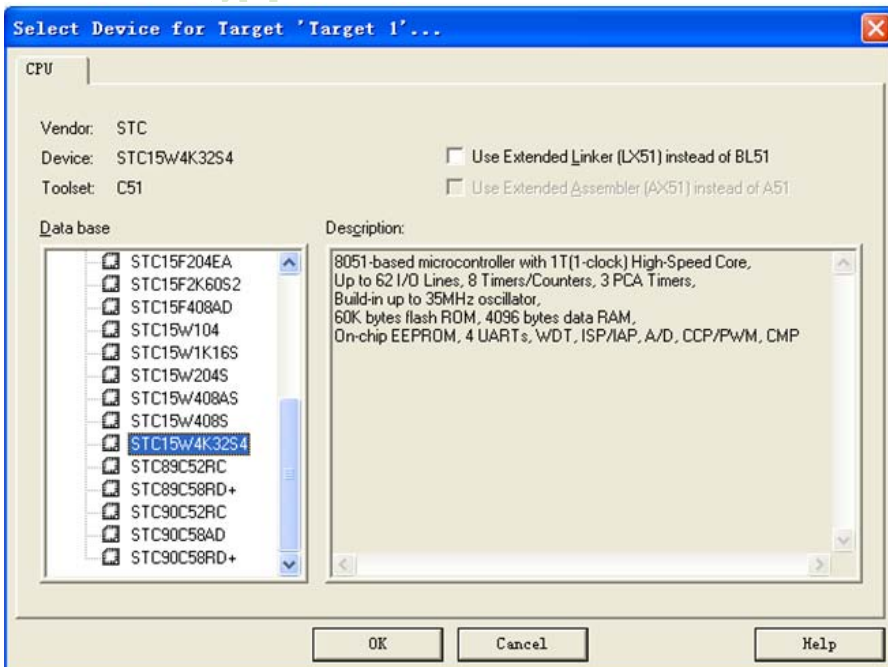 Select Device for Target 'Target 1'...
CPU
Vendor: STC
Device: STC15W4K32S4
Toolset: C51
Use Extended Linker (LX51) instead of BL51
Use Extended Assembler (AX51) instead of A51
Data base
STC15F204EA
STC15F2K60S2
STC15F408AD
STC15W104
STC15W1K16S
STC15W204S
STC15W408AS
STC15W408S
STC15W4K32S4
STC89C52RC
STC89C58RD+
STC90C52RC
STC90C58AD
STC90C58RD+
Description:
8051-based microcontroller with 1T(1-clock) High-Speed Core,
Up to 62 I/O Lines, 8 Timers/Counters, 3 PCA Timers,
Build-in up to 35MHz oscillator,
60K bytes flash ROM, 4096 bytes data RAM,
On-chip EEPROM, 4 UARTs, WDT, ISP/IAP, A/D, CCP/PWM, CMP
OK
Cancel
Help